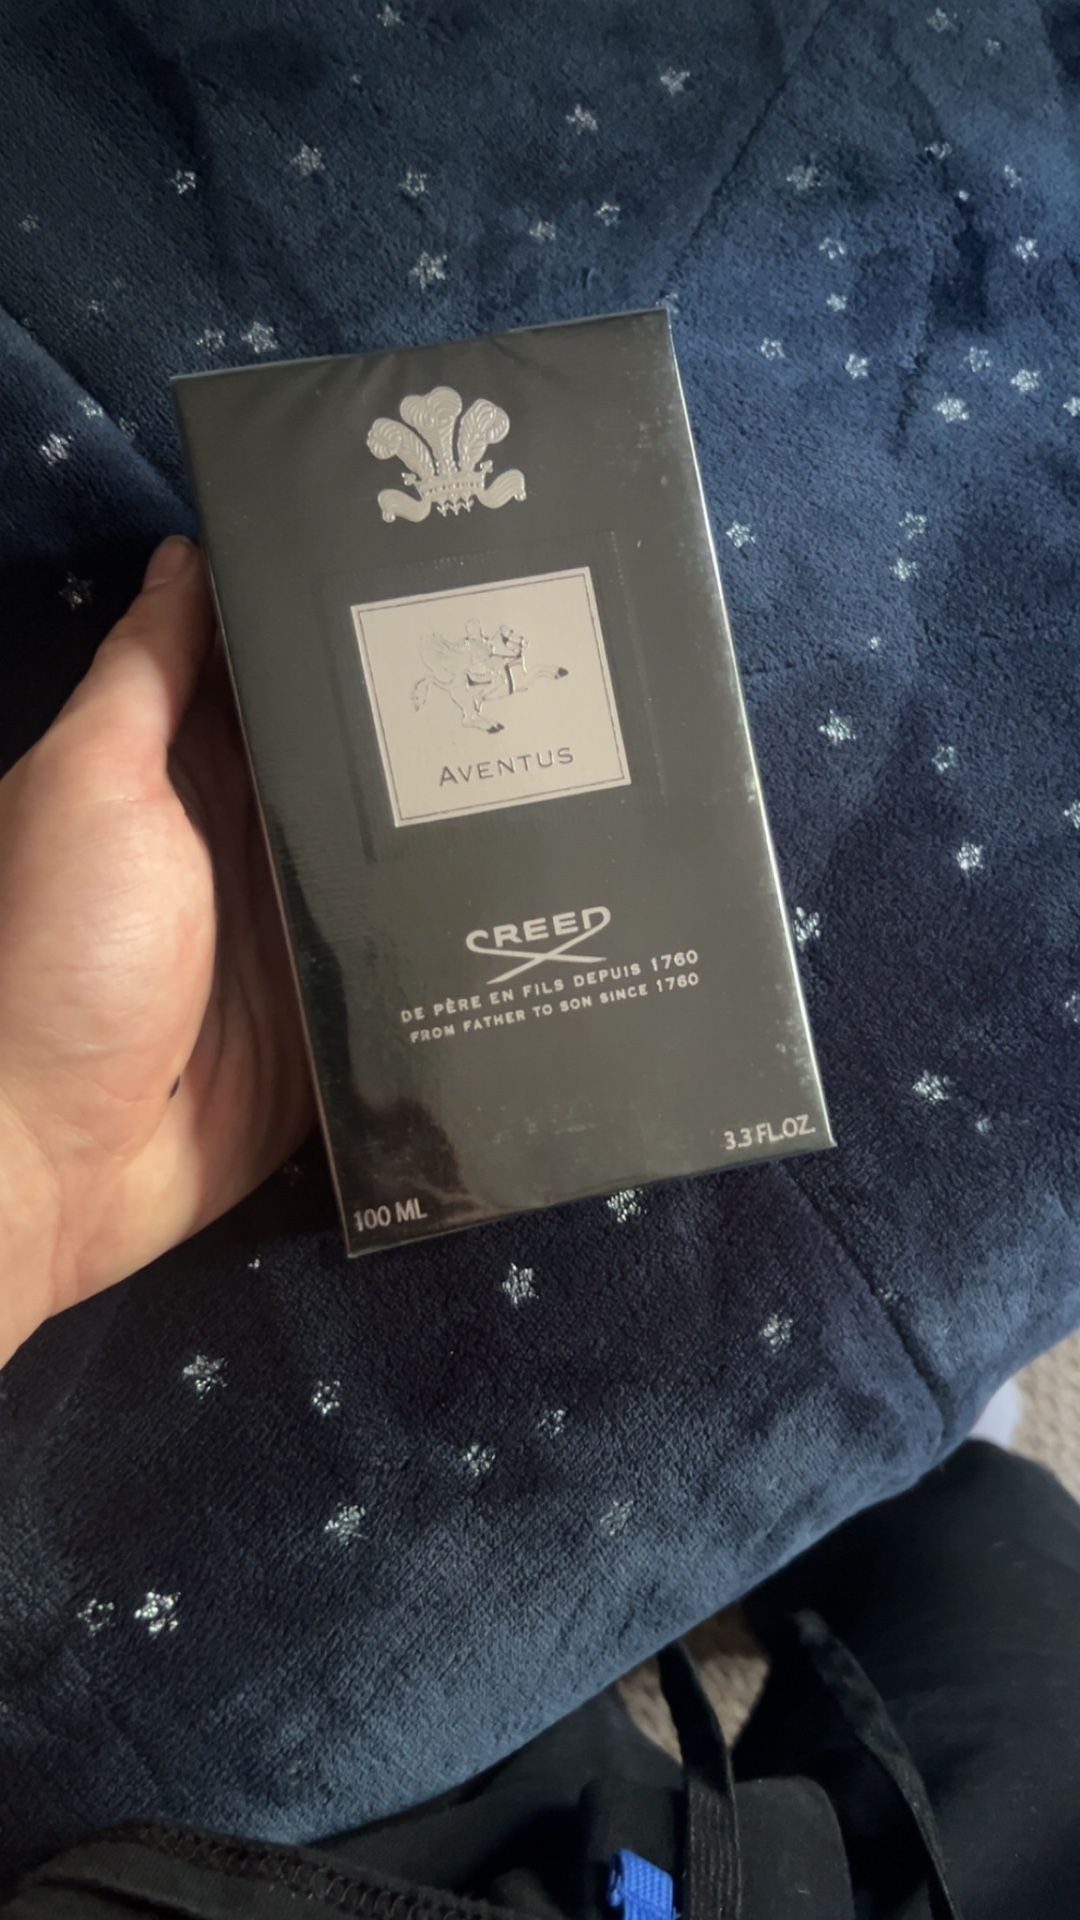 AVENTUS
CREED
DE PÈRE EN FILS DEPUIS 1760
FROM FATHER TO SON SINCE 1760
100 ML
3.3 FL.OZ.